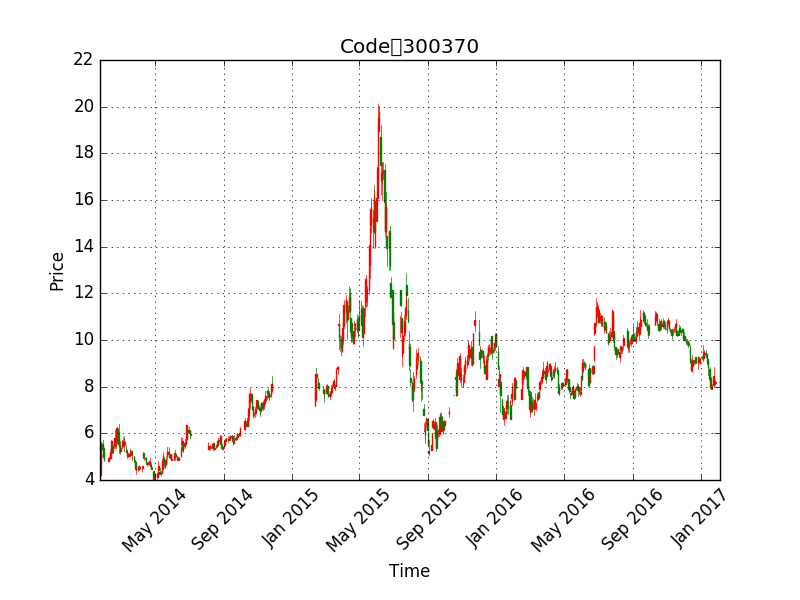 Code▯300370
22
20
18
16
14
12
10
8
6
4
Price
May 2014
Sep 2014
Jan 2015
May 2015
Sep 2015
Jan 2016
May 2016
Sep 2016
Jan 2017
Time